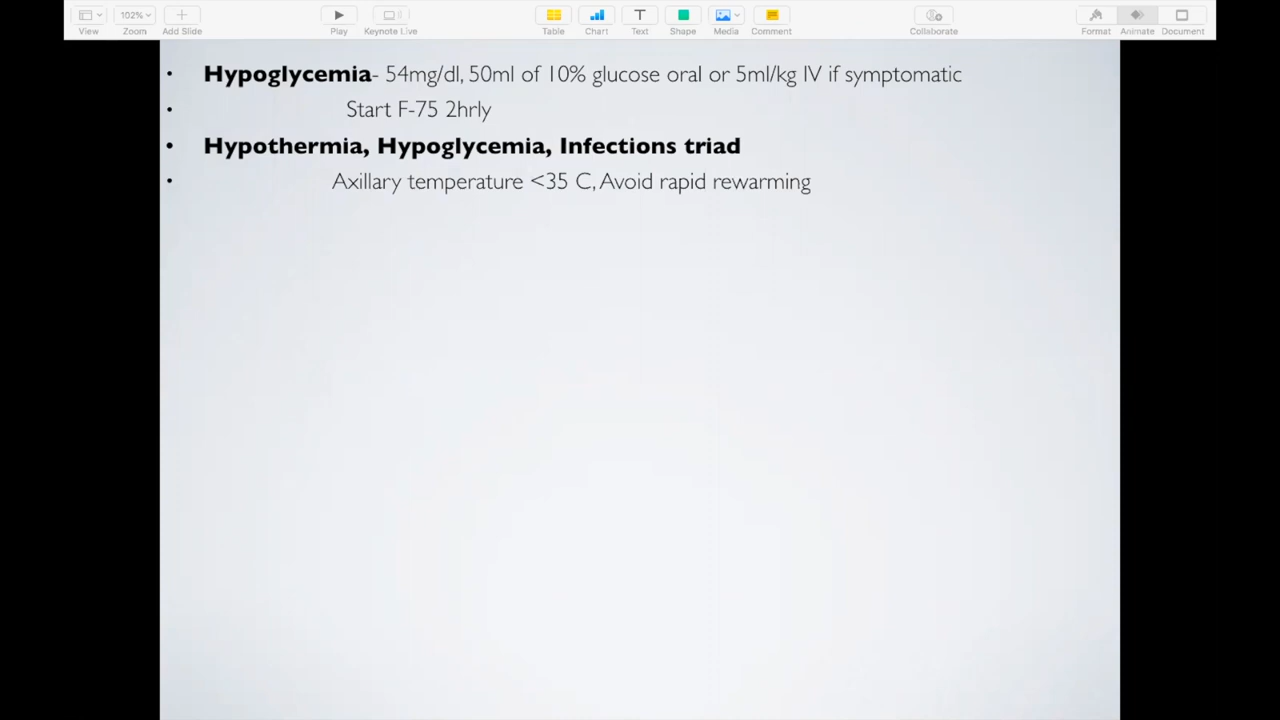 102%
View
Zoom
Add Slide
Play
Keynote Live
Table
Chart
T
Text
Shape
Media
Comment
Collaborate
Format
Animate
Document
• Hypoglycemia- 54mg/dl, 50ml of 10% glucose oral or 5ml/kg IV if symptomatic
• Start F-75 2hrly
• Hypothermia, Hypoglycemia, Infections triad
• Axillary temperature <35 C, Avoid rapid rewarming